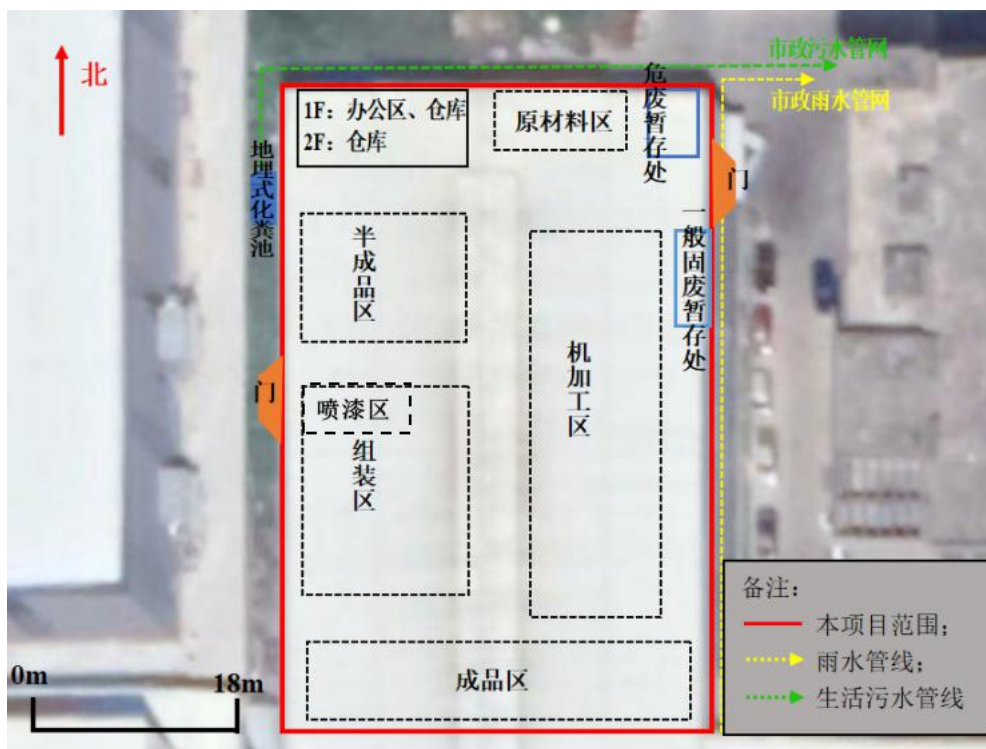 北
市政污水管网
市政雨水管网
1F：办公区、仓库
2F：仓库
原材料区
危废暂存处
地埋式化粪池
门
一般固废暂存处
半成品区
机加工区
门
喷漆区
组装区
成品区
0m
18m
备注：
本项目范围；
雨水管线；
生活污水管线